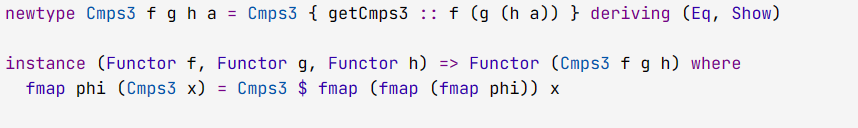 newtype Cmps3 f g h a = Cmps3 { getCmps3 :: f (g (h a)) } deriving (Eq, Show)
instance (Functor f, Functor g, Functor h) => Functor (Cmps3 f g h) where
  fmap phi (Cmps3 x) = Cmps3 $ fmap (fmap (fmap phi)) x